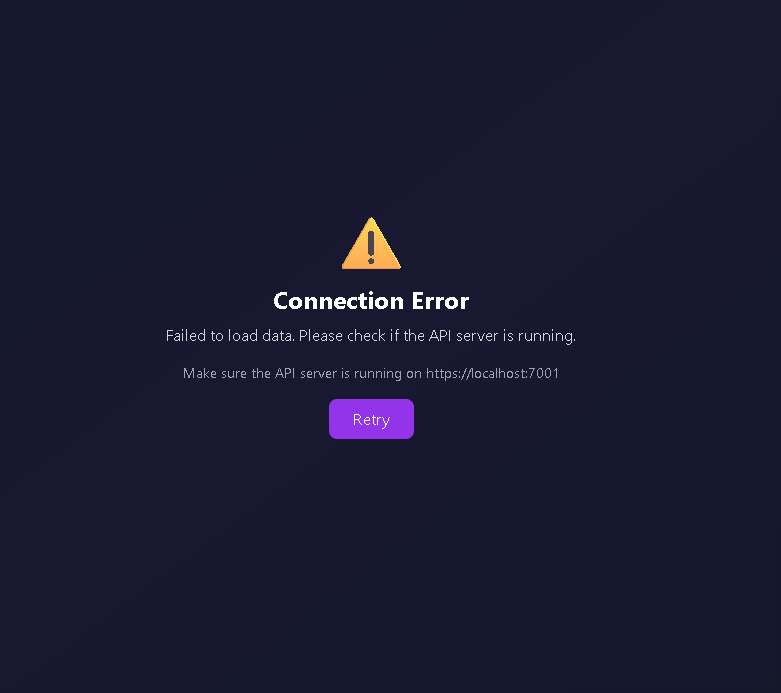 Connection Error
Failed to load data. Please check if the API server is running.
Make sure the API server is running on https://localhost:7001
Retry